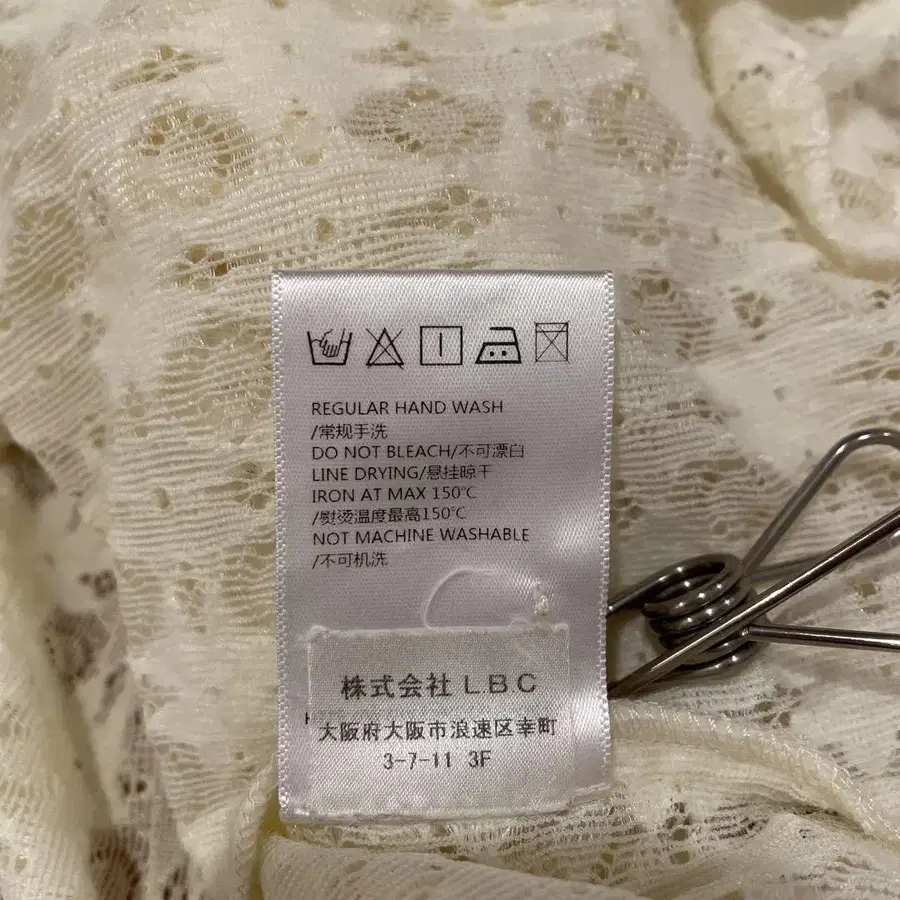 REGULAR HAND WASH
/常规手洗
DO NOT BLEACH/不可漂白
LINE DRYING/悬挂晾干
IRON AT MAX 150℃
/熨烫温度最高150℃
NOT MACHINE WASHABLE
/不可机洗
株式会社 LBC
大阪府大阪市浪速区幸町
3-7-11 3F